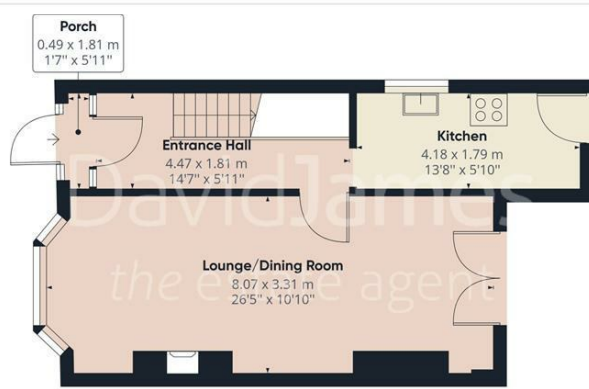 Porch
0.49 x 1.81 m
1'7" x 5'11"
Entrance Hall
4.47 x 1.81 m
14'7" x 5'11"
Kitchen
4.18 x 1.79 m
13'8" x 5'10"
DavidJames
the estate agent
Lounge/Dining Room
8.07 x 3.31 m
26'5" x 10'10"